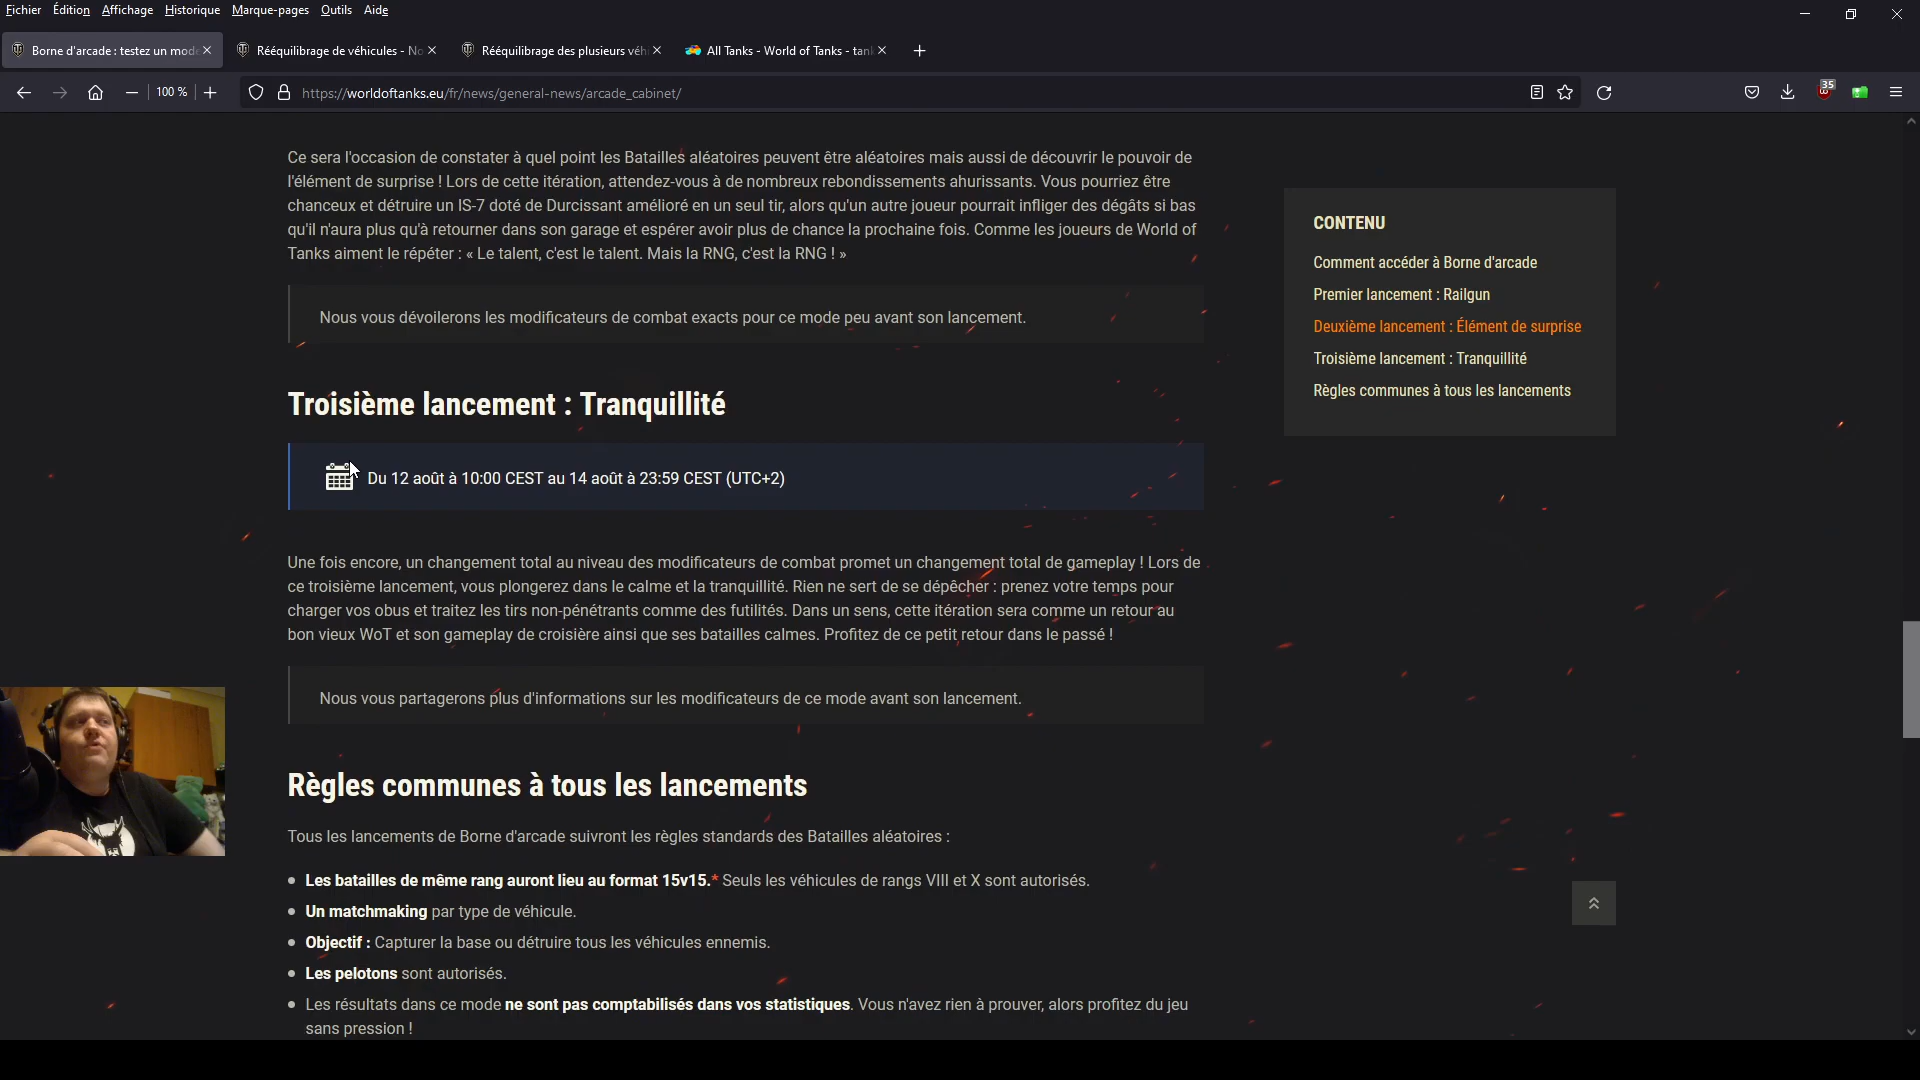 Fichier Édition Affichage Historique Marque-pages Outils Aide
Borne d'arcade : testez un mode
Rééquilibrage de véhicules - No
Rééquilibrage des plusieurs véh
All Tanks - World of Tanks - tan
100 %
https://worldoftanks.eu/fr/news/general-news/arcade_cabinet/
35
Ce sera l'occasion de constater à quel point les Batailles aléatoires peuvent être aléatoires mais aussi de découvrir le pouvoir de
l'élément de surprise ! Lors de cette itération, attendez-vous à de nombreux rebondissements ahurissants. Vous pourriez être
chanceux et détruire un IS-7 doté de Durcissant amélioré en un seul tir, alors qu'un autre joueur pourrait infliger des dégâts si bas
qu'il n'aura plus qu'à retourner dans son garage et espérer avoir plus de chance la prochaine fois. Comme les joueurs de World of
Tanks aiment le répéter : « Le talent, c'est le talent. Mais la RNG, c'est la RNG ! »
Nous vous dévoilerons les modificateurs de combat exacts pour ce mode peu avant son lancement.
Troisième lancement : Tranquillité
Du 12 août à 10:00 CEST au 14 août à 23:59 CEST (UTC+2)
Une fois encore, un changement total au niveau des modificateurs de combat promet un changement total de gameplay ! Lors de
ce troisième lancement, vous plongerez dans le calme et la tranquillité. Rien ne sert de se dépêcher : prenez votre temps pour
charger vos obus et traitez les tirs non-pénétrants comme des futilités. Dans un sens, cette itération sera comme un retour au
bon vieux WoT et son gameplay de croisière ainsi que ses batailles calmes. Profitez de ce petit retour dans le passé !
Nous vous partagerons plus d'informations sur les modificateurs de ce mode avant son lancement.
Règles communes à tous les lancements
Tous les lancements de Borne d'arcade suivront les règles standards des Batailles aléatoires :
Les batailles de même rang auront lieu au format 15v15.* Seuls les véhicules de rangs VIII et X sont autorisés.
Un matchmaking par type de véhicule.
Objectif : Capturer la base ou détruire tous les véhicules ennemis.
Les pelotons sont autorisés.
Les résultats dans ce mode ne sont pas comptabilisés dans vos statistiques. Vous n'avez rien à prouver, alors profitez du jeu
sans pression !
CONTENU
Comment accéder à Borne d'arcade
Premier lancement : Railgun
Deuxième lancement : Élément de surprise
Troisième lancement : Tranquillité
Règles communes à tous les lancements